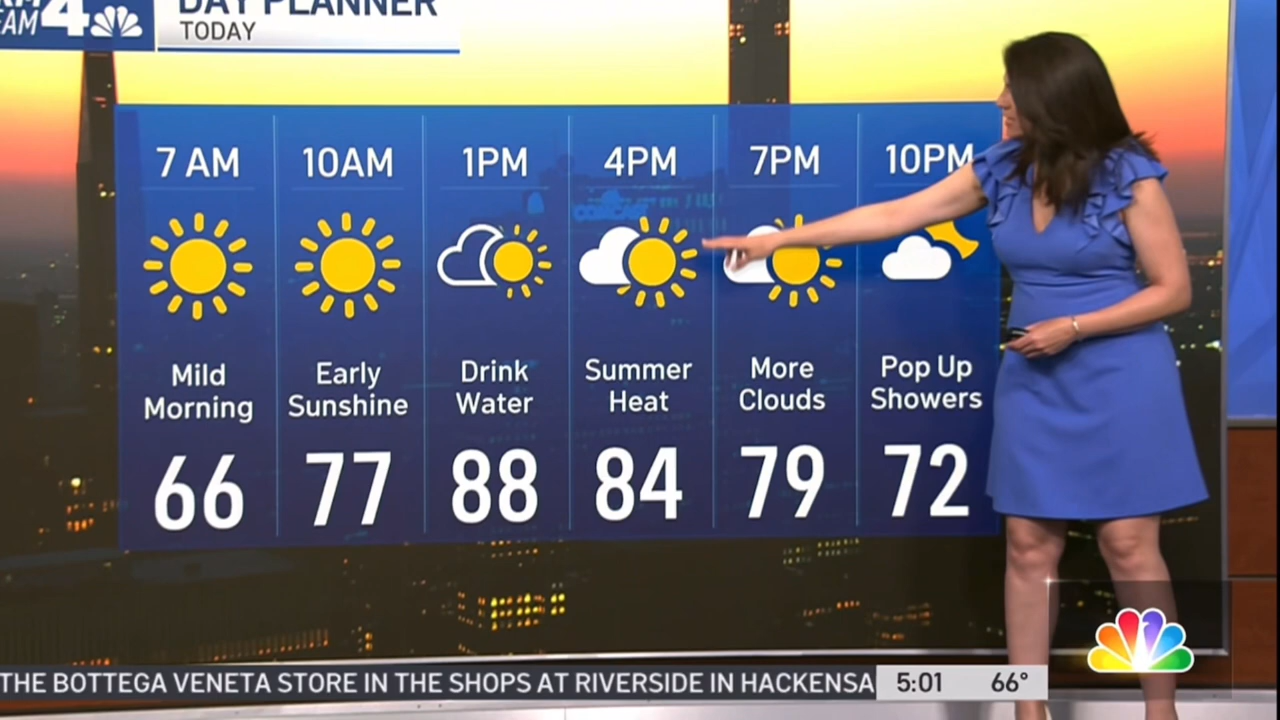 4
DAY PLANNER
TODAY
7 AM
10AM
1PM
4PM
7PM
10PM
Mild
Morning
Early
Sunshine
Drink
Water
Summer
Heat
More
Clouds
Pop Up
Showers
66
77
88
84
79
72
THE BOTTEGA VENETA STORE IN THE SHOPS AT RIVERSIDE IN HACKENSA
5:01
66°